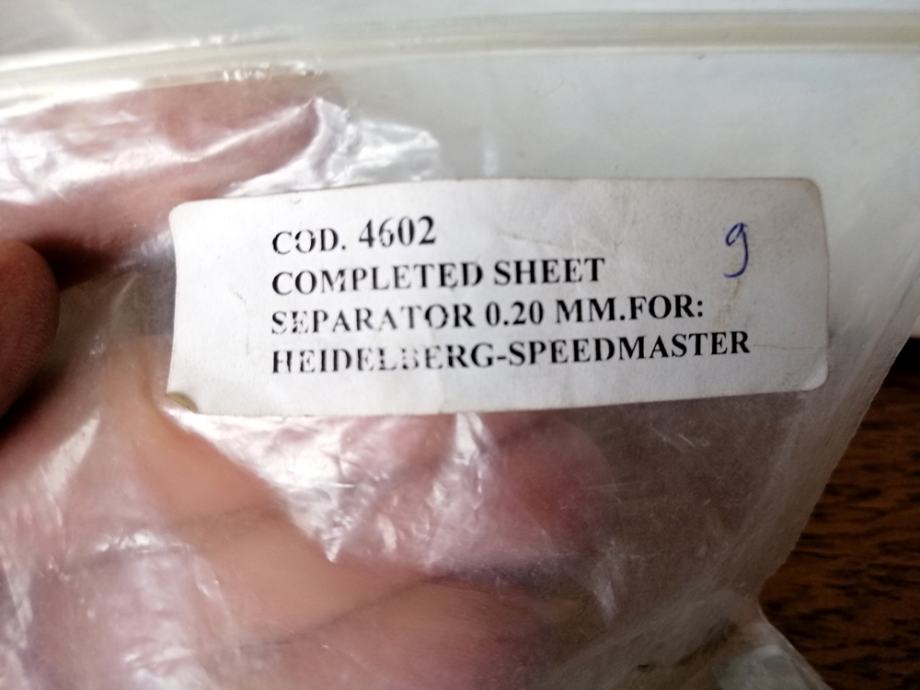 COD. 4602
COMPLETED SHEET
SEPARATOR 0.20 MM.FOR:
HEIDELBERG-SPEEDMASTER
9